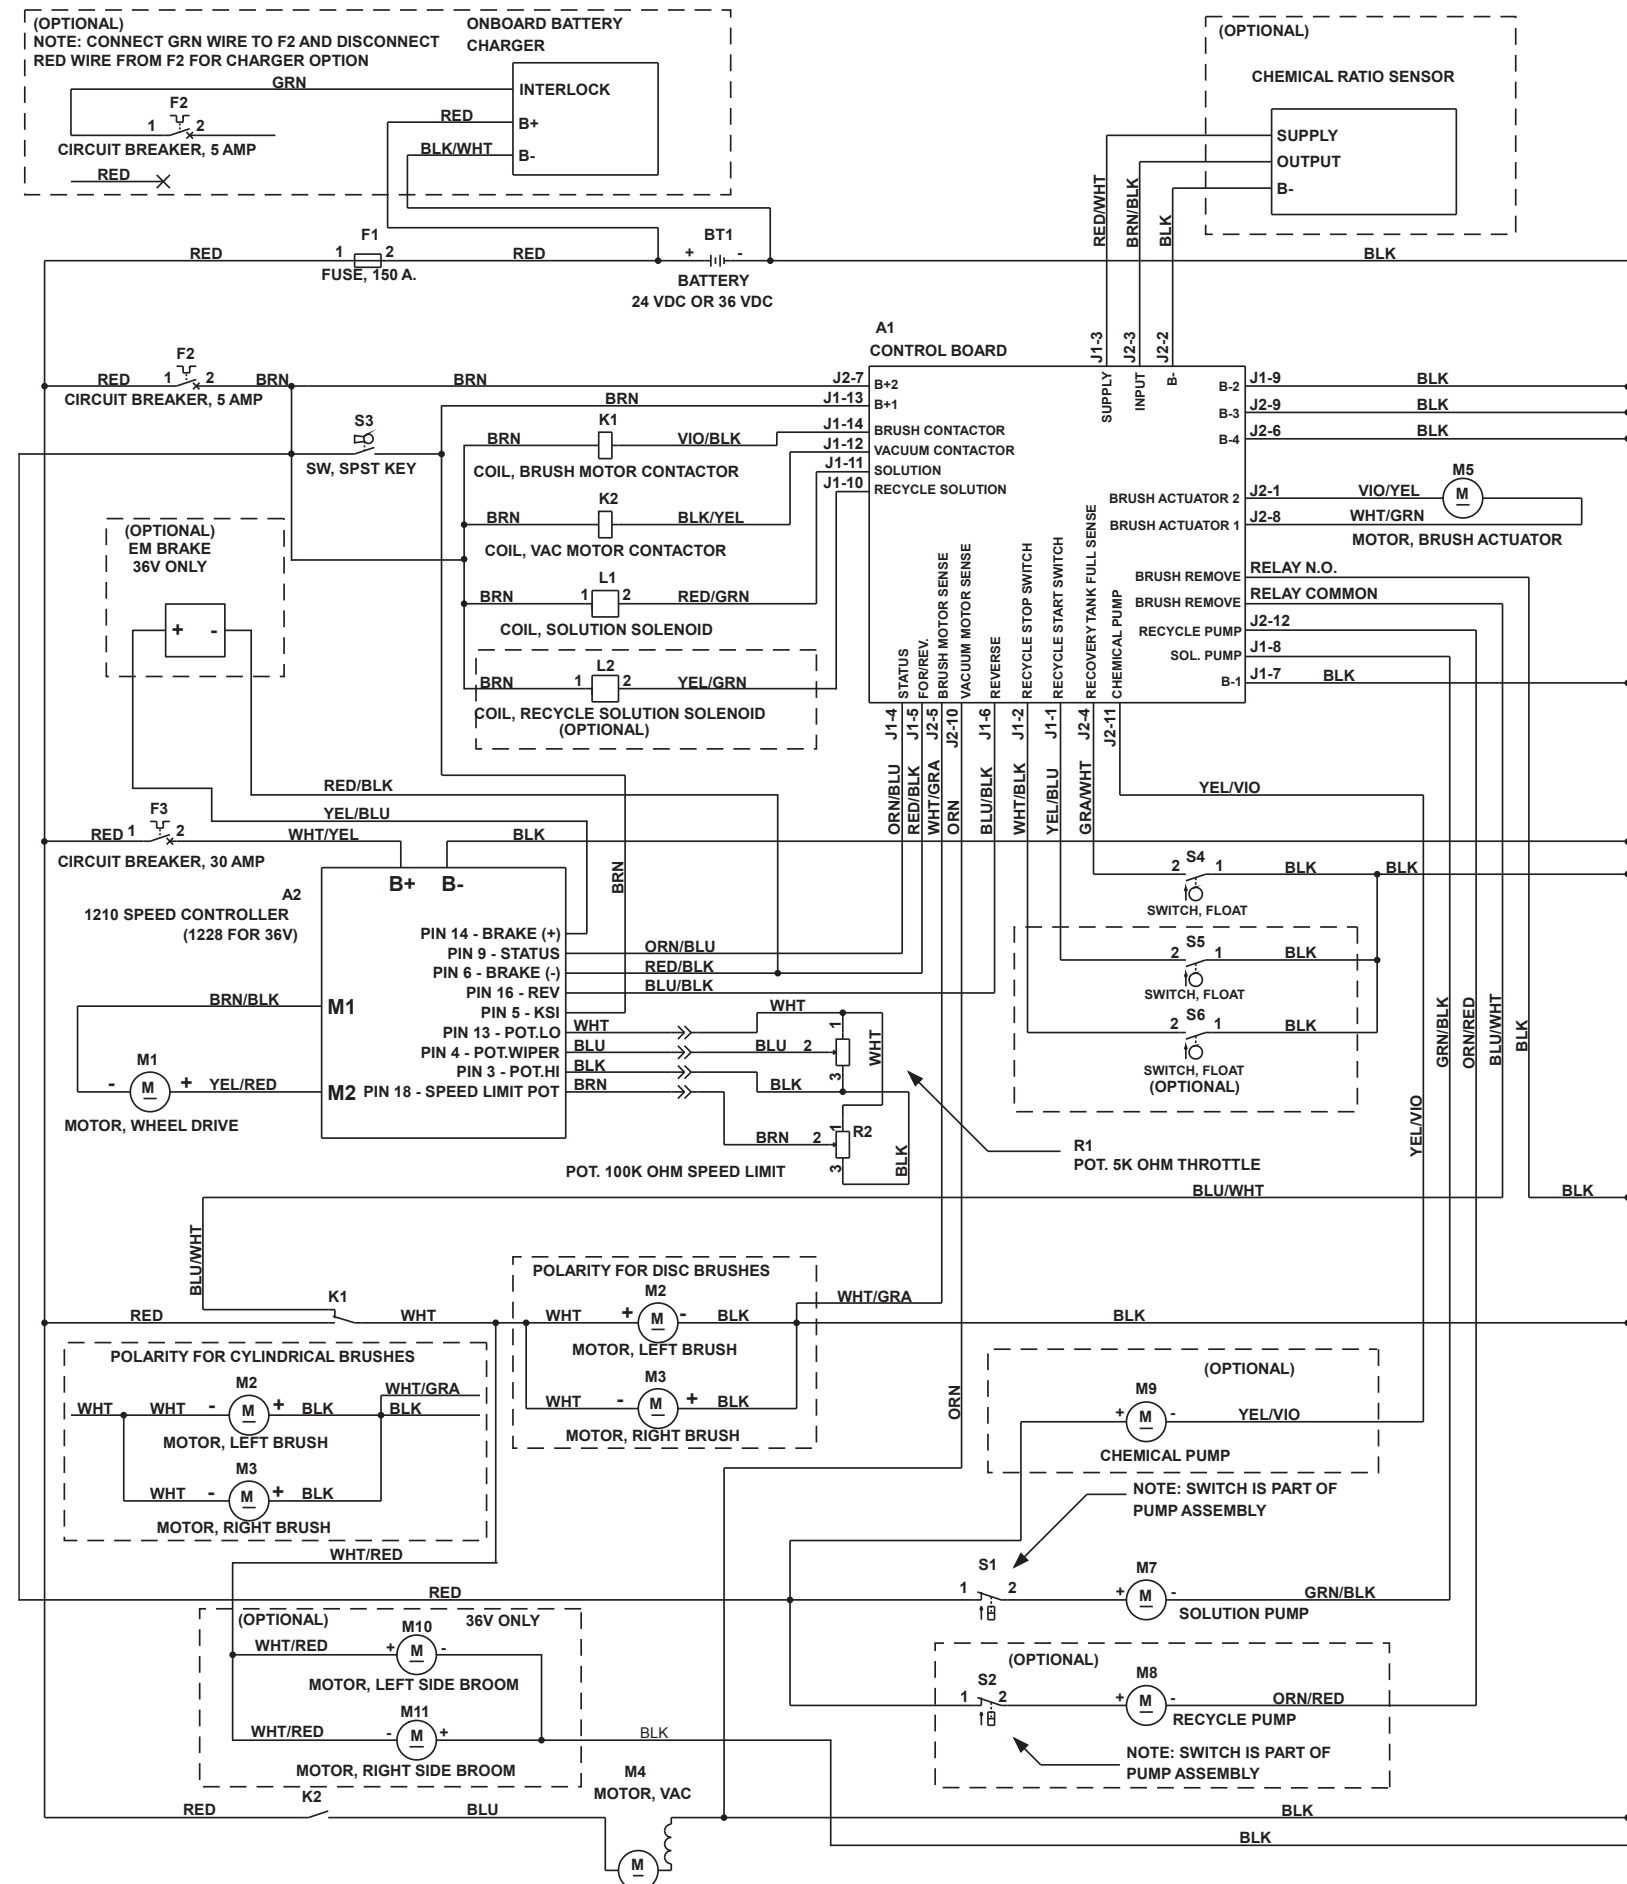 (OPTIONAL)
NOTE: CONNECT GRN WIRE TO F2 AND DISCONNECT
RED WIRE FROM F2 FOR CHARGER OPTION
ONBOARD BATTERY
CHARGER
GRN
INTERLOCK
F2
1 2
CIRCUIT BREAKER, 5 AMP
RED
RED
B+
BLK/WHT
B-
(OPTIONAL)
CHEMICAL RATIO SENSOR
SUPPLY
OUTPUT
B-
RED/WHT
BRN/BLK
BLK
RED
F1
1 2
FUSE, 150 A.
RED
BT1
+ -
BATTERY
24 VDC OR 36 VDC
BLK
A1
CONTROL BOARD
J1-3
J2-3
J2-2
SUPPLY
INPUT
B-
RED
F2
1 2
BRN
CIRCUIT BREAKER, 5 AMP
BRN
J2-7
B+2
BRN
J1-13
B+1
S3
SW, SPST KEY
BRN
K1
VIO/BLK
J1-14
BRUSH CONTACTOR
COIL, BRUSH MOTOR CONTACTOR
J1-12
VACUUM CONTACTOR
J1-11
SOLUTION
J1-10
RECYCLE SOLUTION
BRN
K2
BLK/YEL
COIL, VAC MOTOR CONTACTOR
BRN
L1
1 2
RED/GRN
COIL, SOLUTION SOLENOID
BRN
L2
1 2
YEL/GRN
COIL, RECYCLE SOLUTION SOLENOID
(OPTIONAL)
B-2
J1-9
BLK
B-3
J2-9
BLK
B-4
J2-6
BLK
BRUSH ACTUATOR 2
J2-1
VIO/YEL
M5
M
BRUSH ACTUATOR 1
J2-8
WHT/GRN
MOTOR, BRUSH ACTUATOR
BRUSH REMOVE
RELAY N.O.
BRUSH REMOVE
RELAY COMMON
RECYCLE PUMP
J2-12
SOL. PUMP
J1-8
B-1
J1-7
BLK
STATUS
FOR/REV.
BRUSH MOTOR SENSE
VACUUM MOTOR SENSE
REVERSE
RECYCLE STOP SWITCH
RECYCLE START SWITCH
RECOVERY TANK FULL SENSE
CHEMICAL PUMP
J1-4
J1-5
J2-5
J2-10
J1-6
J1-2
J1-1
J2-4
J2-11
ORN/BLU
RED/BLK
WHT/GRA
ORN
BLU/BLK
WHT/BLK
YEL/BLU
GRA/WHT
YEL/VIO
(OPTIONAL)
EM BRAKE
36V ONLY
+ -
RED/BLK
YEL/BLU
RED
F3
1 2
WHT/YEL
CIRCUIT BREAKER, 30 AMP
BLK
BRN
A2
1210 SPEED CONTROLLER
(1228 FOR 36V)
B+ B-
PIN 14 - BRAKE (+)
PIN 9 - STATUS
ORN/BLU
PIN 6 - BRAKE (-)
RED/BLK
PIN 16 - REV
BLU/BLK
PIN 5 - KSI
PIN 13 - POT.LO
WHT
WHT
PIN 4 - POT.WIPER
BLU
BLU 2
1
3
WHT
PIN 3 - POT.HI
BLK
BLK
PIN 18 - SPEED LIMIT POT
BRN
BRN 2
1
3
R2
BLK
POT. 100K OHM SPEED LIMIT
R1
POT. 5K OHM THROTTLE
BRN/BLK
M1
M1
M
- +
YEL/RED
M2
MOTOR, WHEEL DRIVE
S4
2 1
BLK
BLK
SWITCH, FLOAT
S5
2 1
BLK
SWITCH, FLOAT
S6
2 1
BLK
SWITCH, FLOAT
(OPTIONAL)
YEL/VIO
GRN/BLK
ORN/RED
BLU/WHT
BLK
BLU/WHT
BLK
BLU/WHT
RED
K1
WHT
POLARITY FOR DISC BRUSHES
WHT
M2
+ M -
BLK
MOTOR, LEFT BRUSH
WHT
M3
- M +
BLK
MOTOR, RIGHT BRUSH
WHT/GRA
BLK
POLARITY FOR CYLINDRICAL BRUSHES
WHT
WHT
M2
- M +
BLK
WHT/GRA
BLK
MOTOR, LEFT BRUSH
WHT
M3
- M +
BLK
MOTOR, RIGHT BRUSH
WHT/RED
ORN
(OPTIONAL)
M9
+ M -
YEL/VIO
CHEMICAL PUMP
NOTE: SWITCH IS PART OF
PUMP ASSEMBLY
RED
S1
1 2
M7
+ M -
GRN/BLK
SOLUTION PUMP
(OPTIONAL)
S2
1 2
M8
+ M -
ORN/RED
RECYCLE PUMP
NOTE: SWITCH IS PART OF
PUMP ASSEMBLY
(OPTIONAL)
36V ONLY
WHT/RED
M10
+ M -
MOTOR, LEFT SIDE BROOM
WHT/RED
M11
- M +
BLK
MOTOR, RIGHT SIDE BROOM
M4
MOTOR, VAC
RED
K2
BLU
M
BLK
BLK